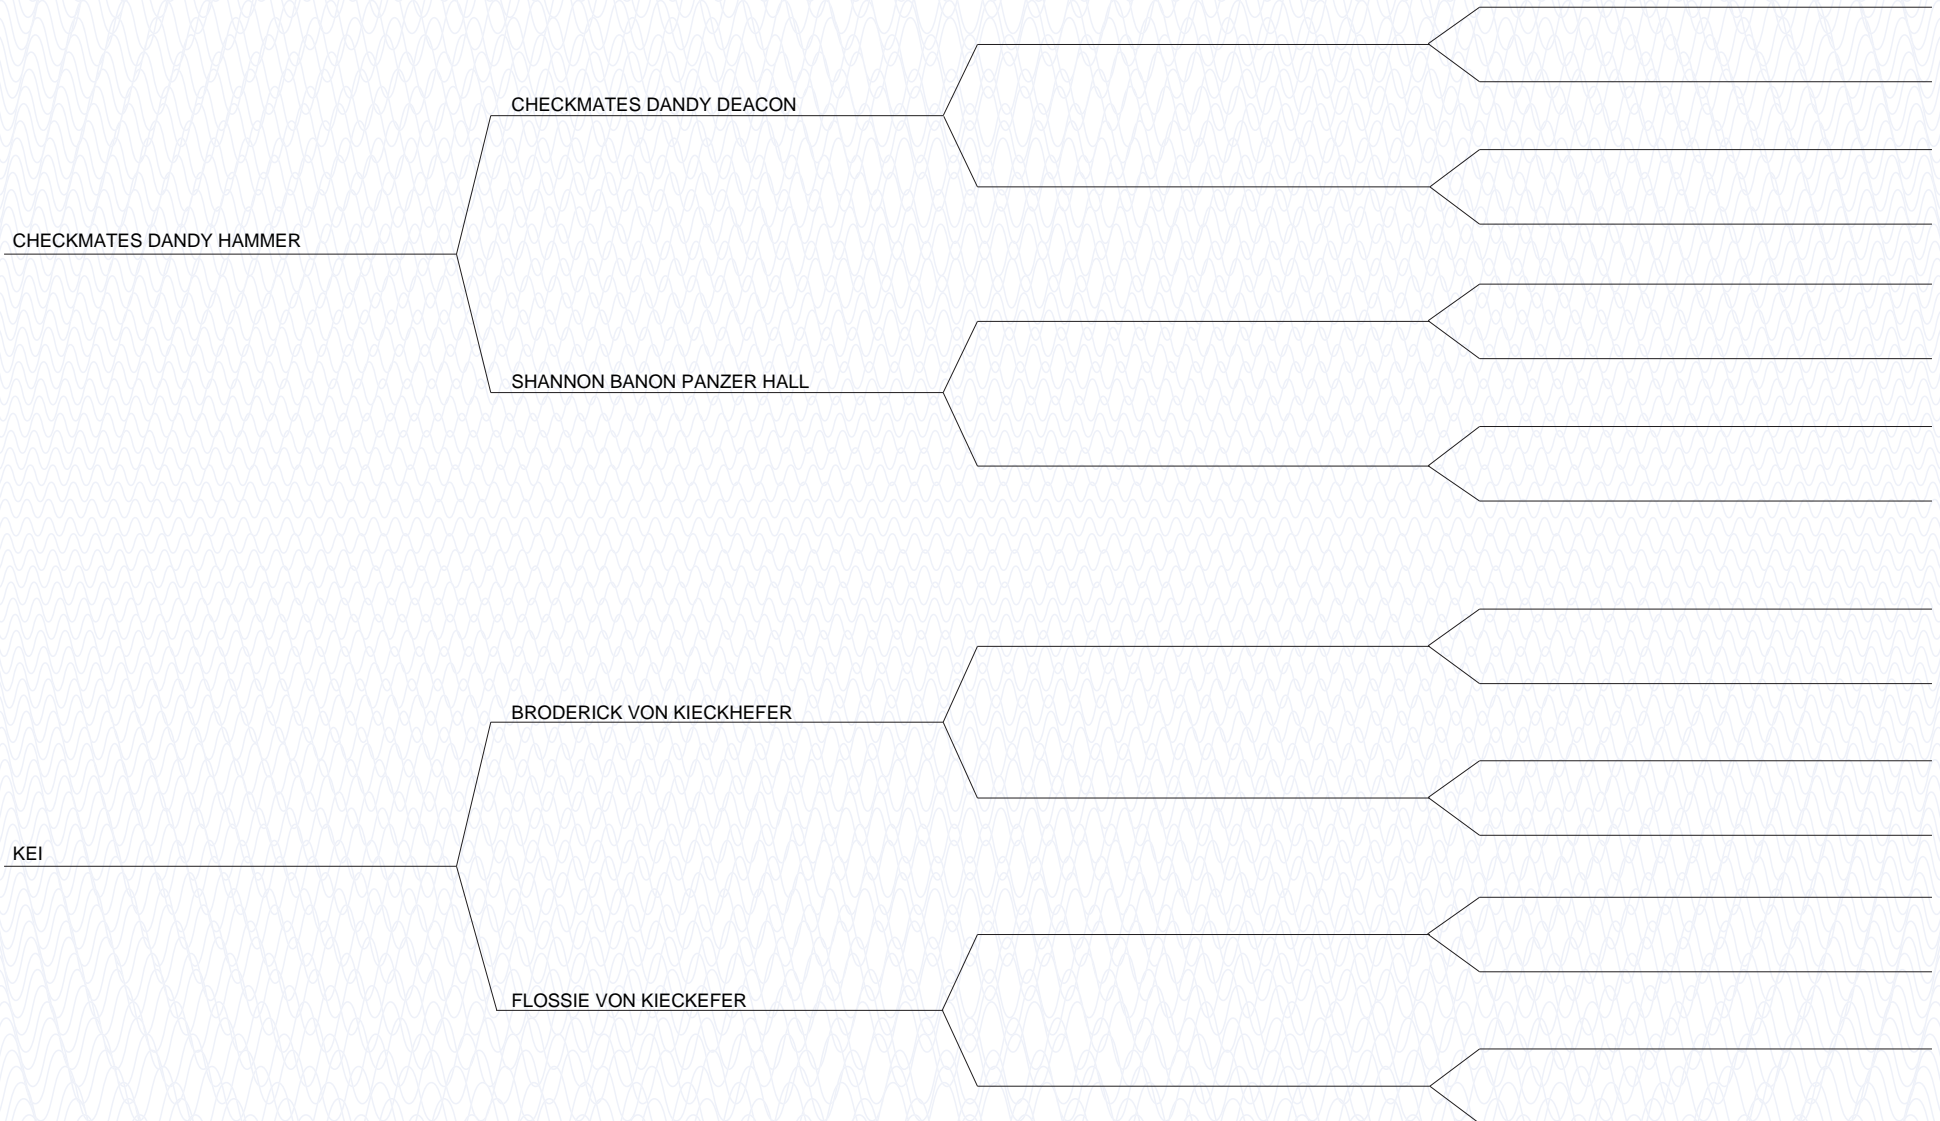 CHECKMATES DANDY DEACON
CHECKMATES DANDY HAMMER
SHANNON BANON PANZER HALL
BRODERICK VON KIECKHEFER
KEI
FLOSSIE VON KIECKEFER